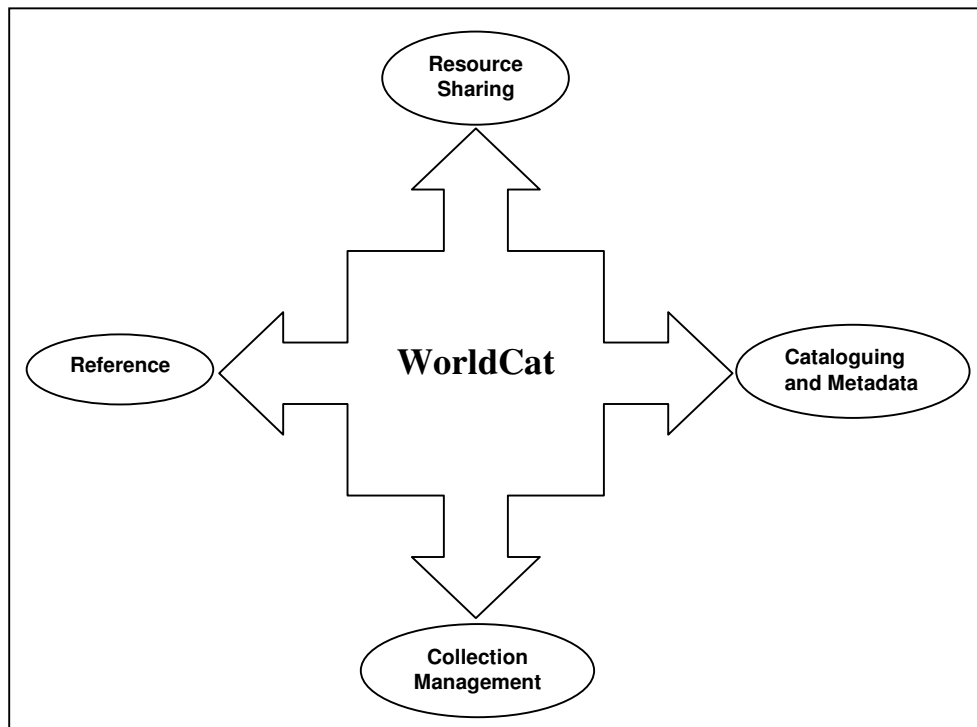 Resource
Sharing
Reference
WorldCat
Cataloguing
and Metadata
Collection
Management